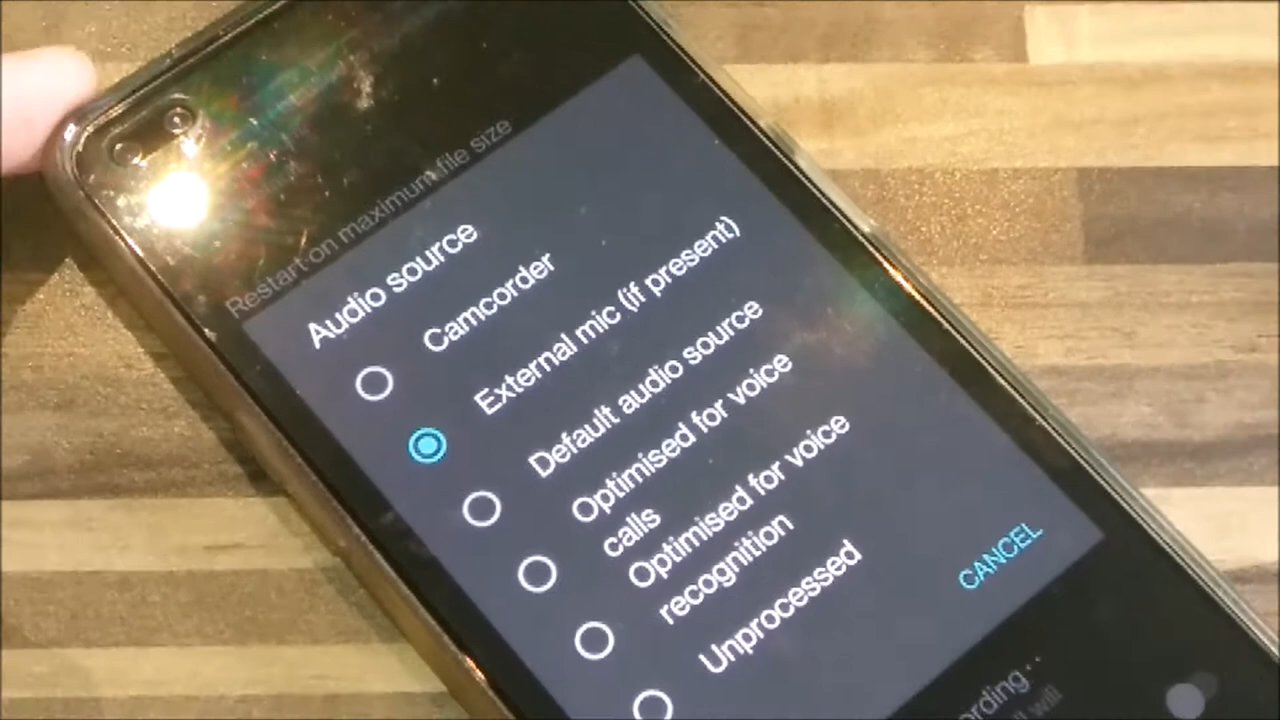 Restart on maximum file size
Audio source
Camcorder
External mic (if present)
Default audio source
Optimised for voice
calls
Optimised for voice
recognition
Unprocessed
CANCEL
will